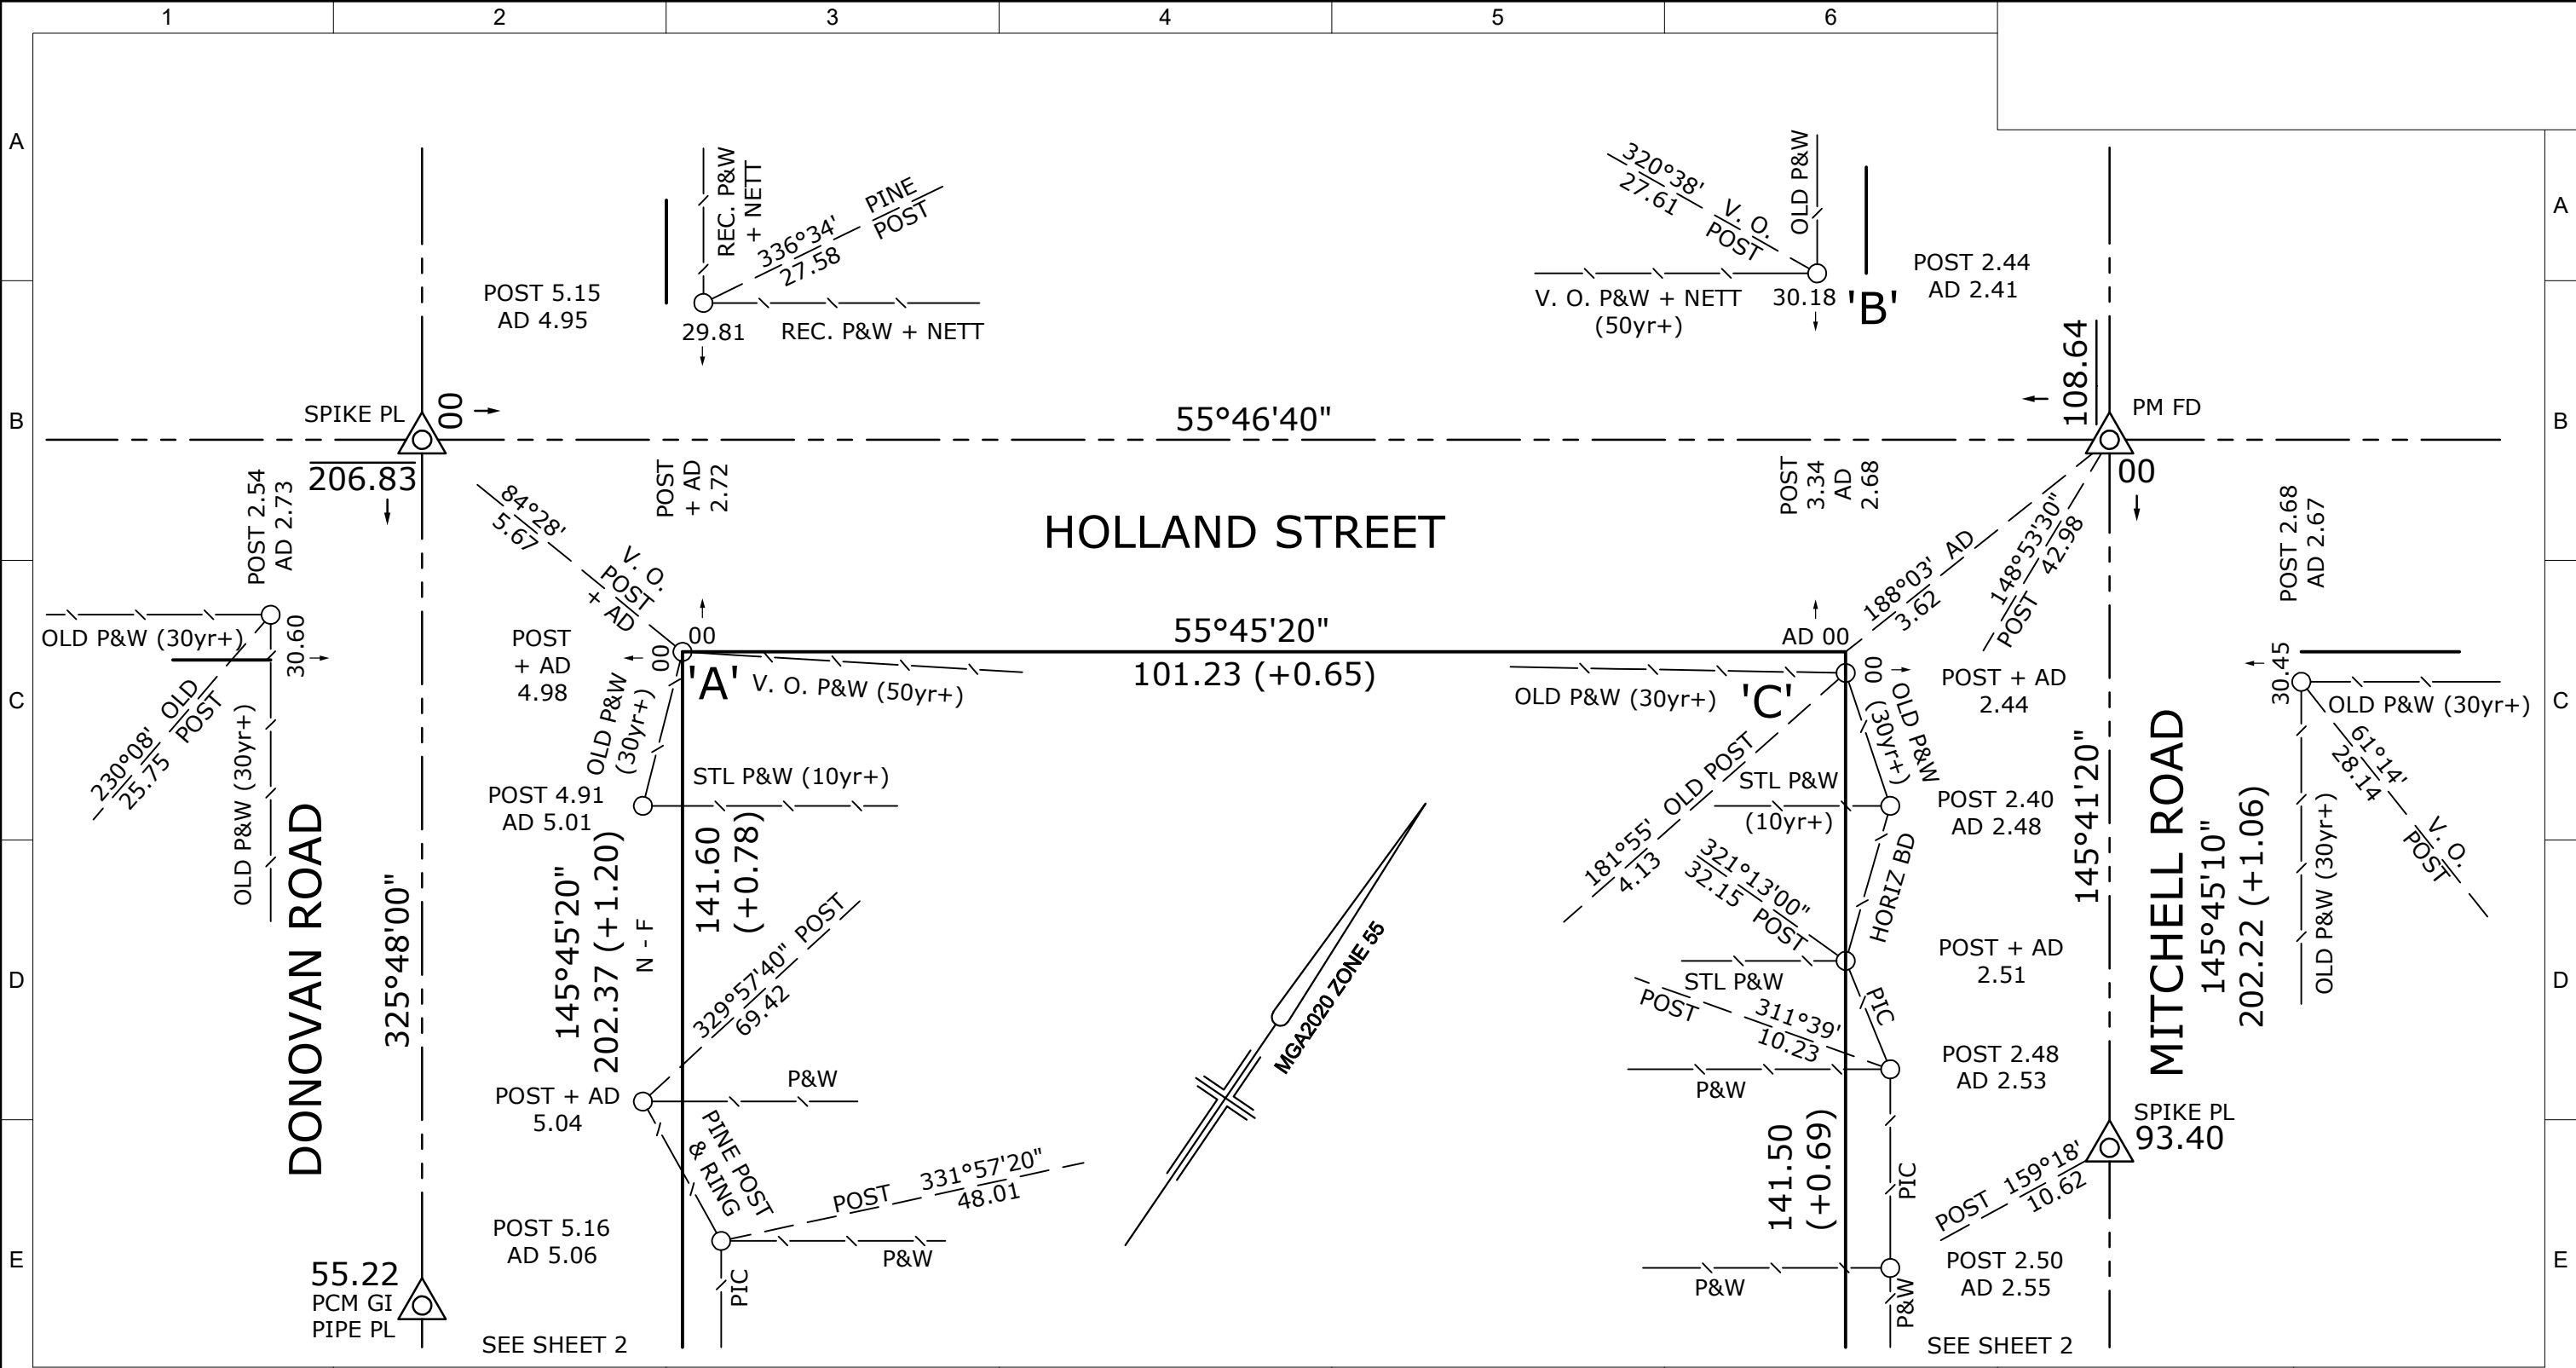 1
2
3
4
5
6
A
A
REC. P&W
+ NETT
336°34'
27.58
PINE
POST
320°38'
27.61
V. O.
POST
OLD P&W
POST 5.15
AD 4.95
29.81
REC. P&W + NETT
V. O. P&W + NETT
(50yr+)
30.18
'B'
POST 2.44
AD 2.41
108.64
B
B
SPIKE PL
00
55°46'40"
PM FD
00
206.83
POST 2.54
AD 2.73
84°28'
5.67
V. O.
POST
+ AD
POST
+ AD
2.72
HOLLAND STREET
POST
3.34
AD
2.68
188°03' AD
3.62
148°53'30"
POST 42.98
POST 2.68
AD 2.67
OLD P&W (30yr+)
30.60
230°08'
25.75
OLD
POST
OLD P&W (30yr+)
POST
+ AD
4.98
00
00
'A'
V. O. P&W (50yr+)
55°45'20"
101.23 (+0.65)
AD 00
00
OLD P&W (30yr+)
'C'
POST + AD
2.44
30.45
OLD P&W (30yr+)
61°14'
28.14
V. O.
POST
OLD P&W (30yr+)
C
C
OLD P&W
(30yr+)
STL P&W (10yr+)
POST 4.91
AD 5.01
OLD P&W
(30yr+)
STL P&W
(10yr+)
181°55' OLD POST
4.13
POST 2.40
AD 2.48
HORIZ BD
321°13'00"
32.15 POST
DONOVAN ROAD
325°48'00"
145°45'20"
202.37 (+1.20)
N - F
141.60
(+0.78)
329°57'40" POST
69.42
MGA2020 ZONE 55
145°41'20"
MITCHELL ROAD
145°45'10"
202.22 (+1.06)
D
D
POST + AD
2.51
STL P&W
PIC
POST 311°39'
10.23
P&W
POST 2.48
AD 2.53
POST + AD
5.04
P&W
PINE POST
& RING
POST 331°57'20"
48.01
POST 5.16
AD 5.06
P&W
PIC
141.50
(+0.69)
PIC
SPIKE PL
93.40
POST 159°18'
10.62
E
E
55.22
PCM GI
PIPE PL
P&W
P&W
POST 2.50
AD 2.55
SEE SHEET 2
SEE SHEET 2